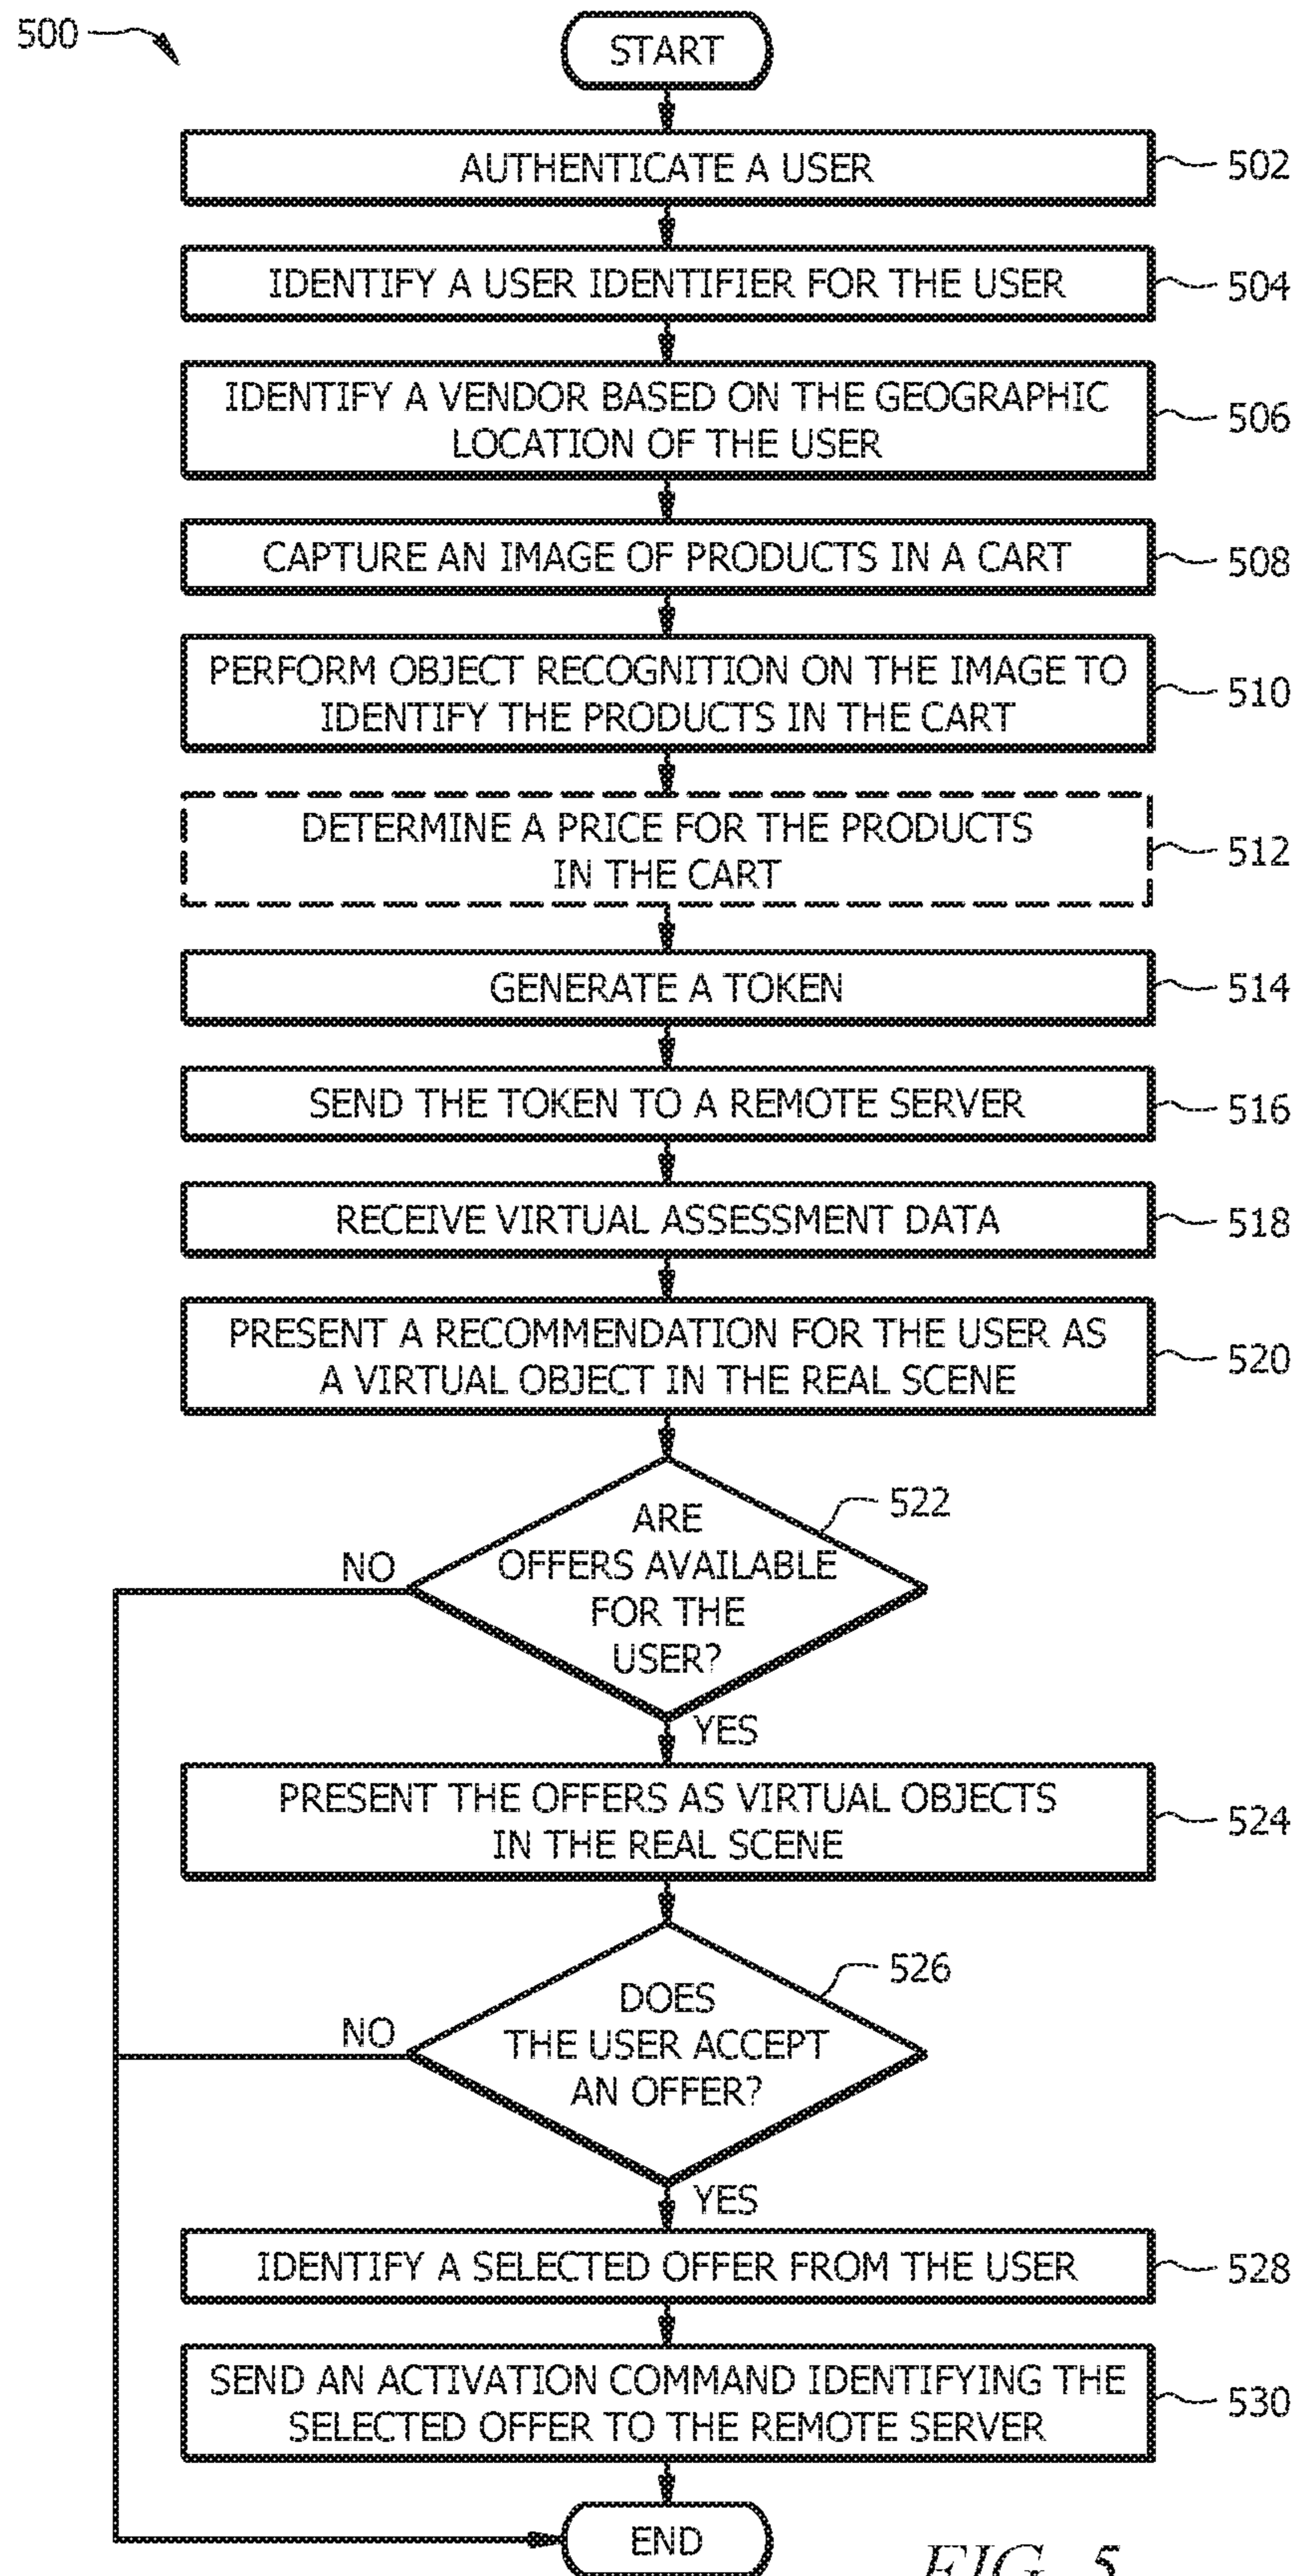 500
START
AUTHENTICATE A USER
502
IDENTIFY A USER IDENTIFIER FOR THE USER
504
IDENTIFY A VENDOR BASED ON THE GEOGRAPHIC
LOCATION OF THE USER
506
CAPTURE AN IMAGE OF PRODUCTS IN A CART
508
PERFORM OBJECT RECOGNITION ON THE IMAGE TO
IDENTIFY THE PRODUCTS IN THE CART
510
DETERMINE A PRICE FOR THE PRODUCTS
IN THE CART
512
GENERATE A TOKEN
514
SEND THE TOKEN TO A REMOTE SERVER
516
RECEIVE VIRTUAL ASSESSMENT DATA
518
PRESENT A RECOMMENDATION FOR THE USER AS
A VIRTUAL OBJECT IN THE REAL SCENE
520
ARE
OFFERS AVAILABLE
FOR THE
USER?
522
NO
YES
PRESENT THE OFFERS AS VIRTUAL OBJECTS
IN THE REAL SCENE
524
DOES
THE USER ACCEPT
AN OFFER?
526
NO
YES
IDENTIFY A SELECTED OFFER FROM THE USER
528
SEND AN ACTIVATION COMMAND IDENTIFYING THE
SELECTED OFFER TO THE REMOTE SERVER
530
END
FIG. 5